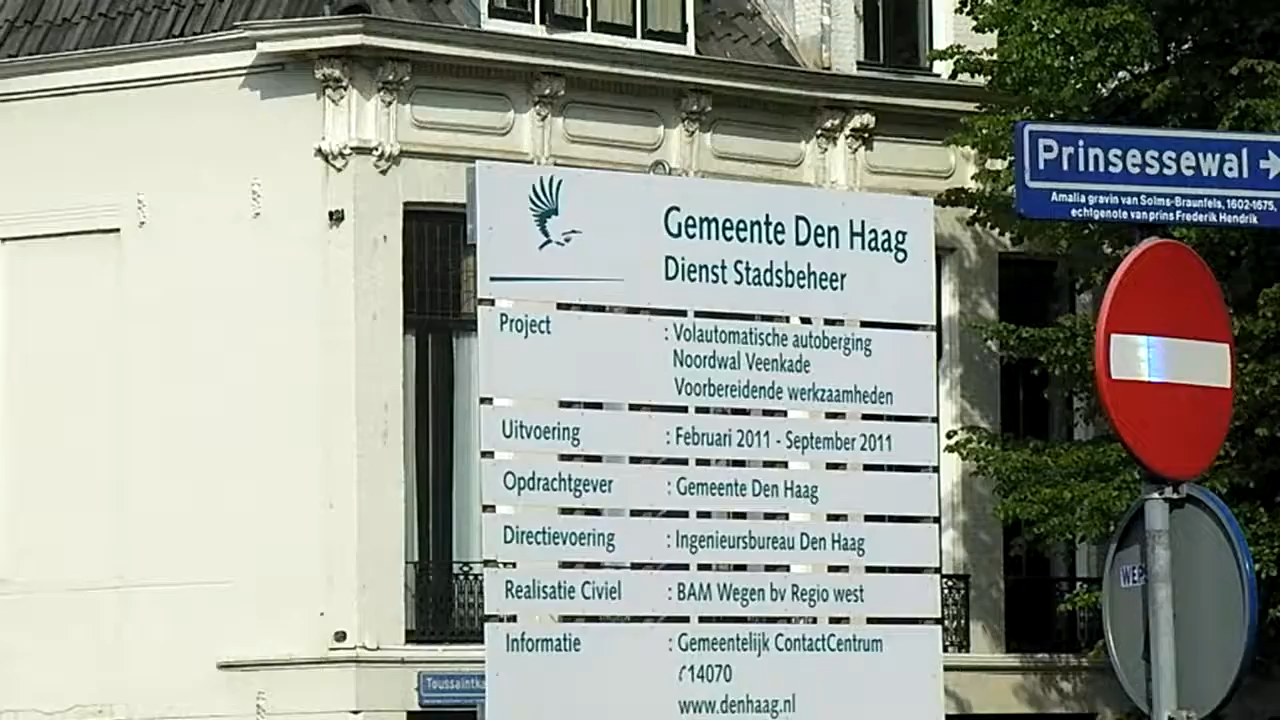 Prinsessewal →
Amalia gravin van Solms-Braunfels, 1602-1675,
echtgenote van prins Frederik Hendrik
Gemeente Den Haag
Dienst Stadsbeheer
Project : Volautomatische autoberging
Noordwal Veenkade
Voorbereidende werkzaamheden
Uitvoering : Februari 2011 - September 2011
Opdrachtgever : Gemeente Den Haag
Directievoering : Ingenieursbureau Den Haag
Realisatie Civiel : BAM Wegen bv Regio west
Informatie : Gemeentelijk ContactCentrum
14070
www.denhaag.nl